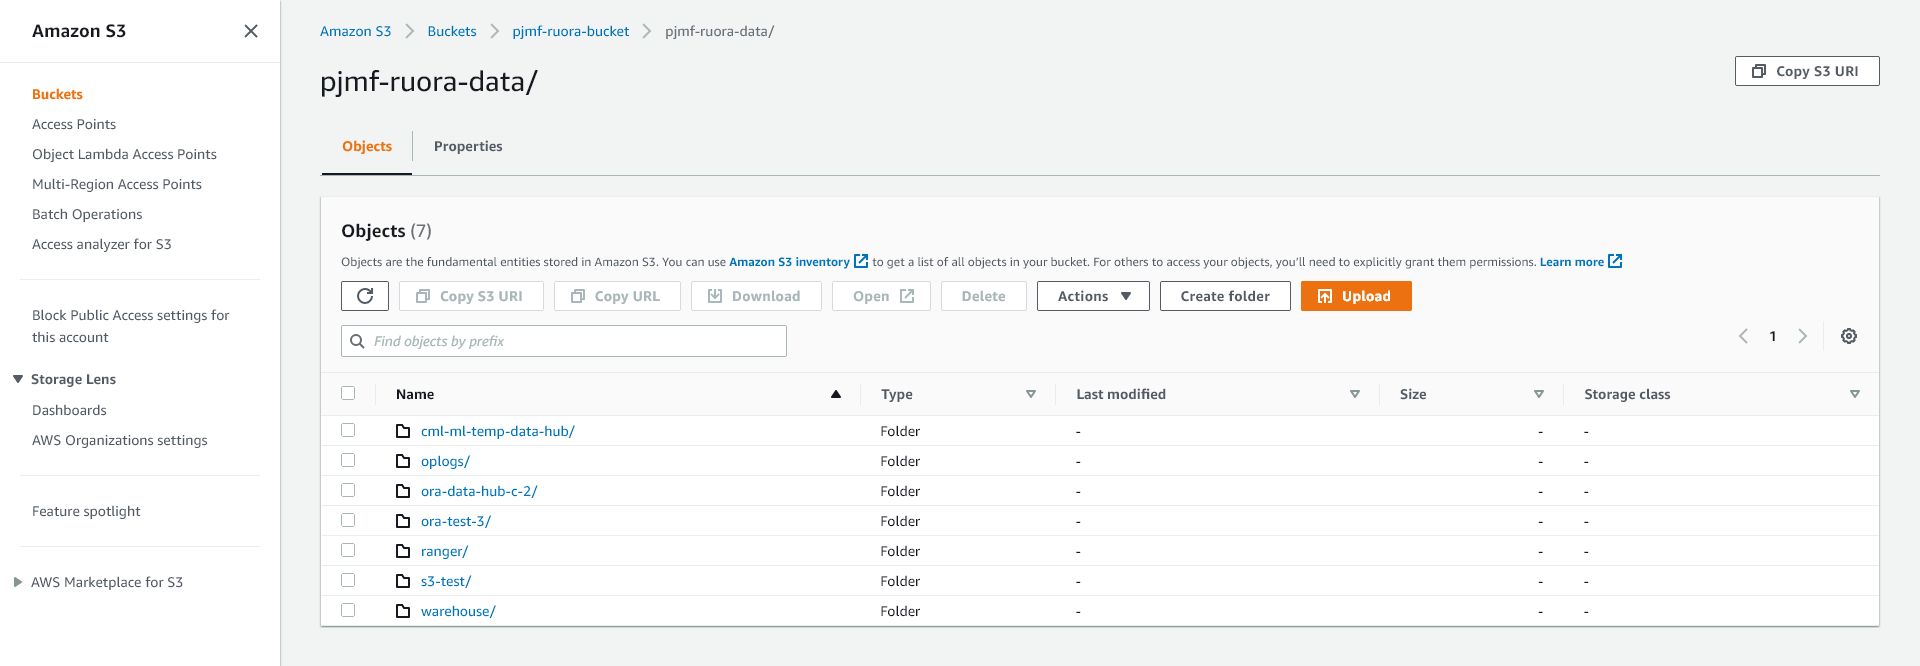 Amazon S3
Buckets
Access Points
Object Lambda Access Points
Multi-Region Access Points
Batch Operations
Access analyzer for S3
Block Public Access settings for
this account
Storage Lens
Dashboards
AWS Organizations settings
Feature spotlight
AWS Marketplace for S3
Amazon S3 Buckets pjmf-ruora-bucket pjmf-ruora-data/
pjmf-ruora-data/
Copy S3 URI
Objects Properties
Objects (7)
Objects are the fundamental entities stored in Amazon S3. You can use Amazon S3 inventory to get a list of all objects in your bucket. For others to access your objects, you'll need to explicitly grant them permissions. Learn more
Copy S3 URI Copy URL Download Open Delete Actions Create folder Upload
Find objects by prefix
1
Name Type Last modified Size Storage class
cml-ml-temp-data-hub/ Folder - - -
oplogs/ Folder - - -
ora-data-hub-c-2/ Folder - - -
ora-test-3/ Folder - - -
ranger/ Folder - - -
s3-test/ Folder - - -
warehouse/ Folder - - -